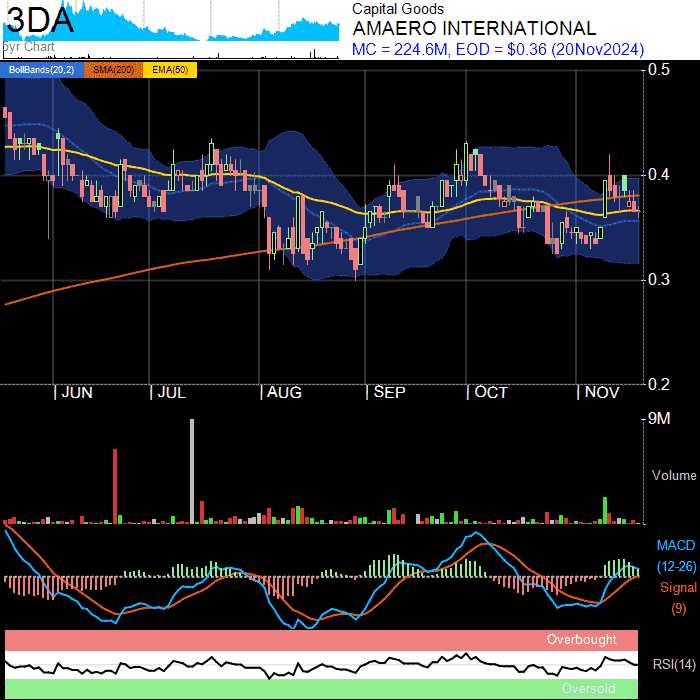 3DA
5yr Chart
Capital Goods
AMAERO INTERNATIONAL
MC = 224.6M, EOD = $0.36 (20Nov2024)
BollBands(20,2) SMA(200) EMA(50)
0.5
0.4
0.3
0.2
JUN JUL AUG SEP OCT NOV
9M
Volume
MACD
(12-26)
Signal
(9)
Overbought
RSI(14)
Oversold